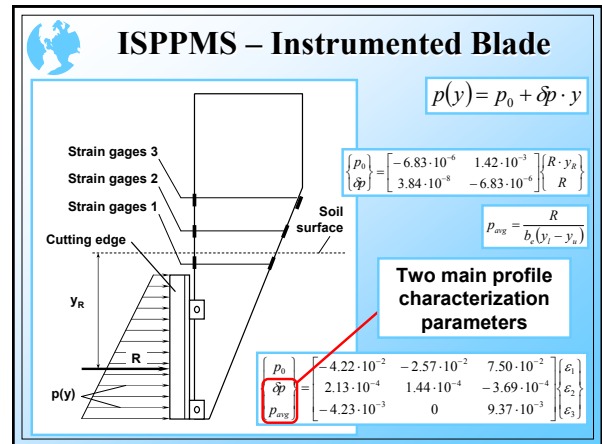 ISPPMS – Instrumented Blade
p(y) = p₀ + δp · y
{p₀ δp} = [−6.83·10⁻⁶ 1.42·10⁻³ 3.84·10⁻⁸ −6.83·10⁻⁶] {R·y_R R}
p_avg = R / b_e(y_l − y_u)
Strain gages 3
Strain gages 2
Strain gages 1
Soil
surface
Cutting edge
y_R
R
p(y)
Two main profile
characterization
parameters
{p₀ δp p_avg} = [−4.22·10⁻² −2.57·10⁻² 7.50·10⁻²
2.13·10⁻⁴ 1.44·10⁻⁴ −3.69·10⁻⁴
−4.23·10⁻³ 0 9.37·10⁻³] {ε₁ ε₂ ε₃}